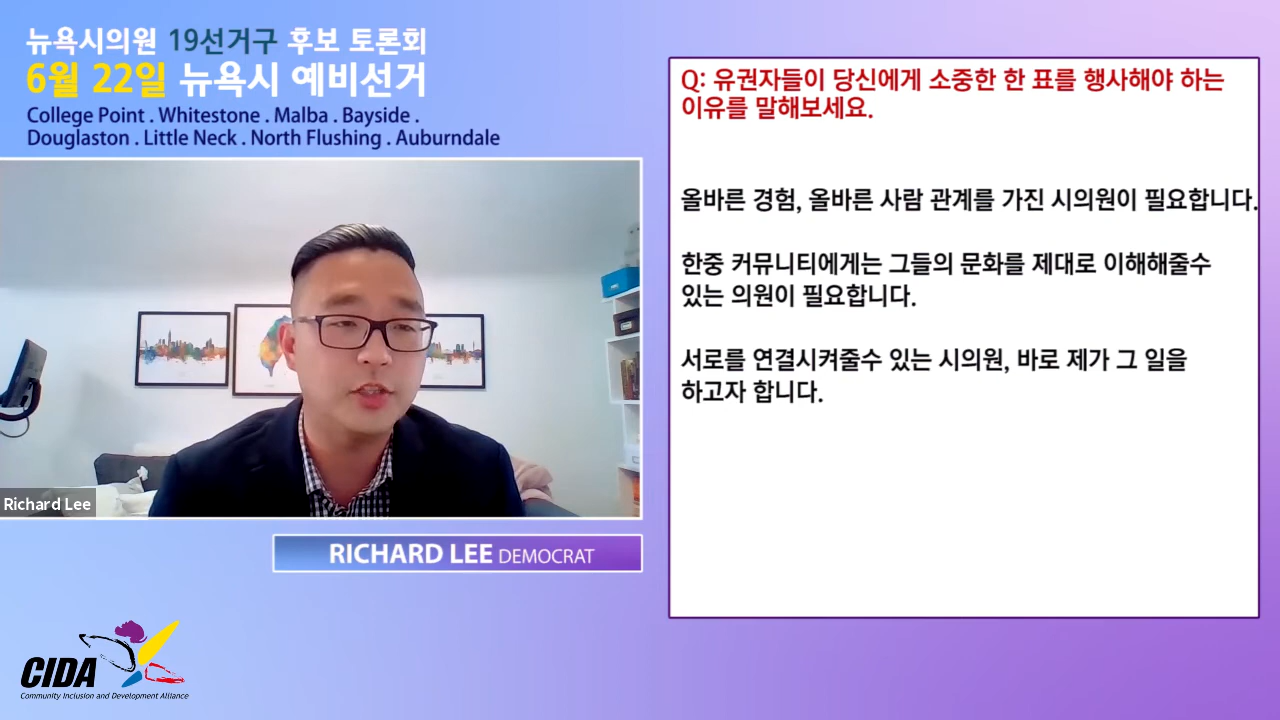 뉴욕시의원 19선거구 후보 토론회
6월 22일 뉴욕시 예비선거
College Point . Whitestone . Malba . Bayside .
Douglaston . Little Neck . North Flushing . Auburndale
Richard Lee
RICHARD LEE DEMOCRAT
CIDA
Community Inclusion and Development Alliance
Q: 유권자들이 당신에게 소중한 한 표를 행사해야 하는
이유를 말해보세요.
올바른 경험, 올바른 사람 관계를 가진 시의원이 필요합니다.
한중 커뮤니티에게는 그들의 문화를 제대로 이해해줄수
있는 의원이 필요합니다.
서로를 연결시켜줄수 있는 시의원, 바로 제가 그 일을
하고자 합니다.